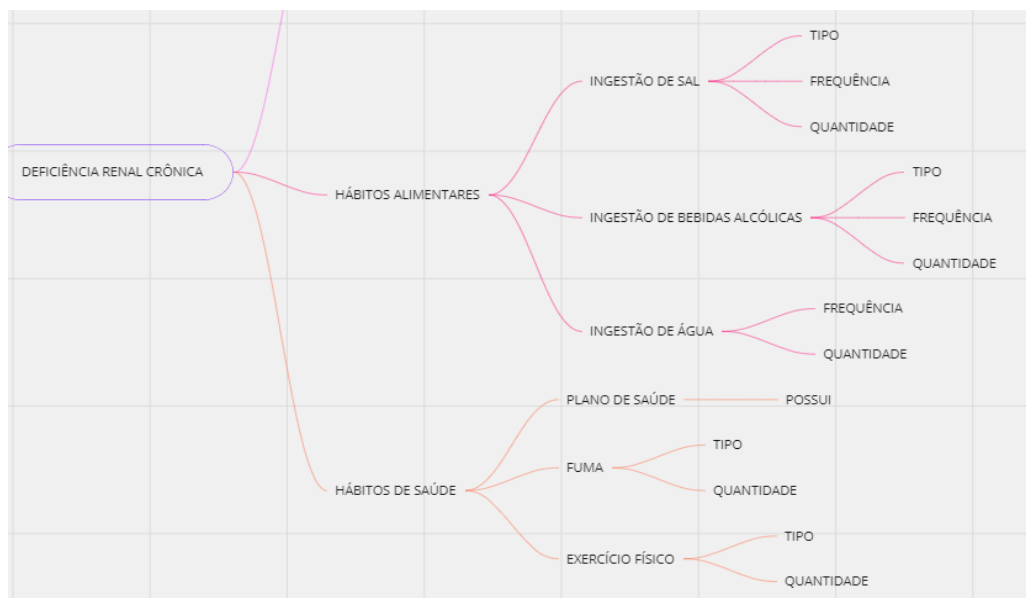 DEFICIÊNCIA RENAL CRÔNICA
HÁBITOS ALIMENTARES
INGESTÃO DE SAL
TIPO
FREQUÊNCIA
QUANTIDADE
INGESTÃO DE BEBIDAS ALCÓLICAS
TIPO
FREQUÊNCIA
QUANTIDADE
INGESTÃO DE ÁGUA
FREQUÊNCIA
QUANTIDADE
HÁBITOS DE SAÚDE
PLANO DE SAÚDE
POSSUI
FUMA
TIPO
QUANTIDADE
EXERCÍCIO FÍSICO
TIPO
QUANTIDADE